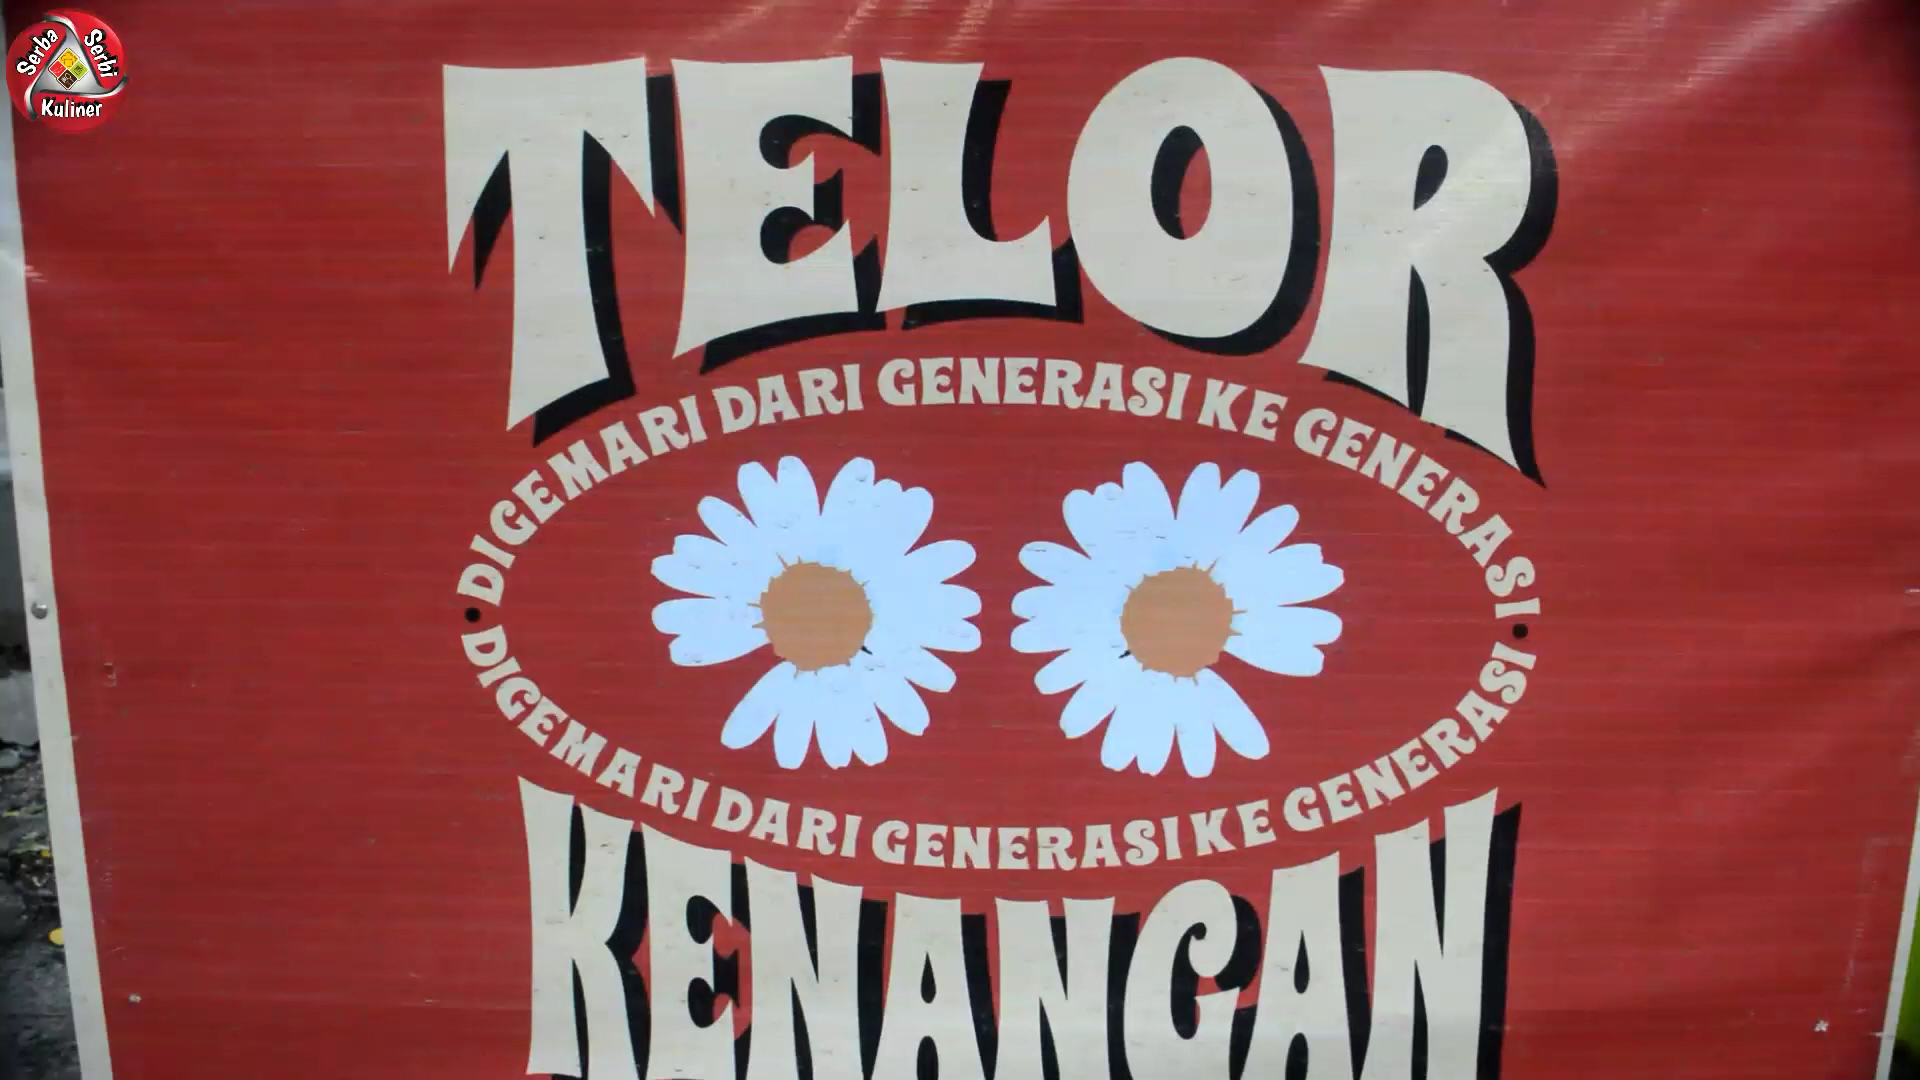 Serba Serbi
Kuliner
TELOR
DIGEMARI DARI GENERASI KE GENERASI
DIGEMARI DARI GENERASI KE GENERASI
KENANGAN